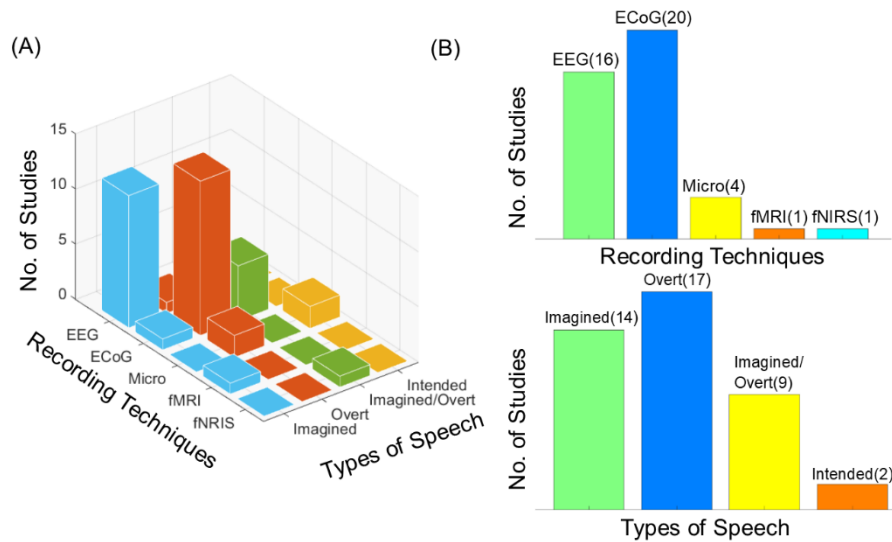 (A)
15
10
5
0
No. of Studies
EEG
ECoG
Micro
fMRI
fNRIS
Recording Techniques
Intended
Imagined/Overt
Overt
Imagined
Types of Speech
(B)
ECoG(20)
EEG(16)
Micro(4)
fMRI(1) fNIRS(1)
No. of Studies
Recording Techniques
Overt(17)
Imagined(14)
Imagined/
Overt(9)
Intended(2)
No. of Studies
Types of Speech